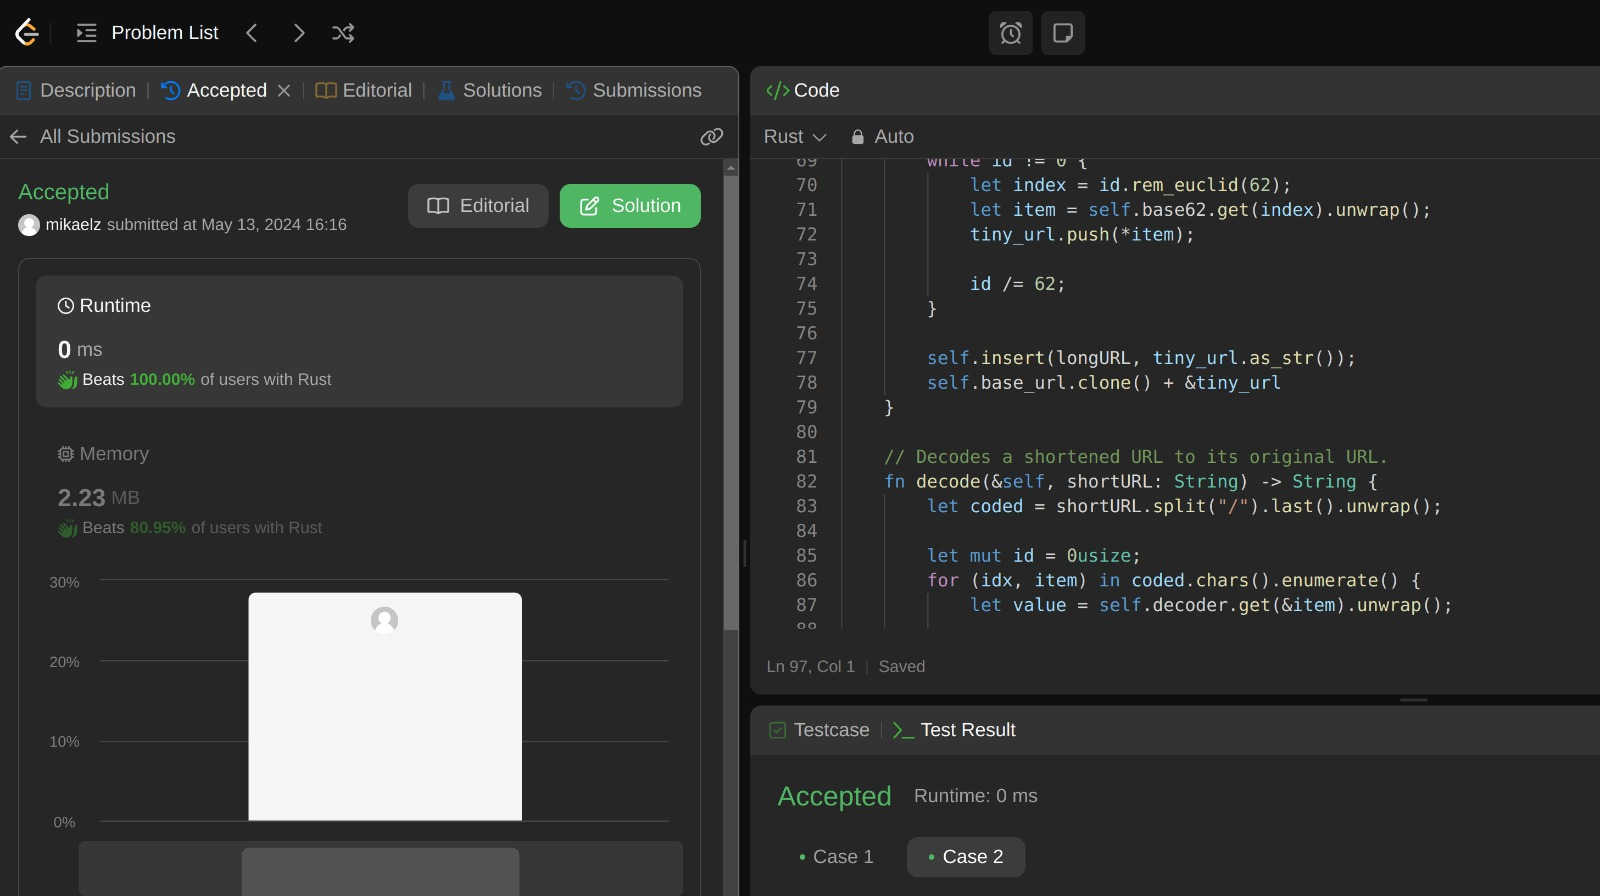 Problem List
Description | Accepted | Editorial | Solutions | Submissions
All Submissions
Accepted
mikaelz submitted at May 13, 2024 16:16
Editorial
Solution
Runtime
0 ms
Beats 100.00% of users with Rust
Memory
2.23 MB
Beats 80.95% of users with Rust
30%
20%
10%
0%
</> Code
Rust
Auto
69 while id != 0 {
70 let index = id.rem_euclid(62);
71 let item = self.base62.get(index).unwrap();
72 tiny_url.push(*item);
73
74 id /= 62;
75 }
76
77 self.insert(longURL, tiny_url.as_str());
78 self.base_url.clone() + &tiny_url
79 }
80
81 // Decodes a shortened URL to its original URL.
82 fn decode(&self, shortURL: String) -> String {
83 let coded = shortURL.split("/").last().unwrap();
84
85 let mut id = 0usize;
86 for (idx, item) in coded.chars().enumerate() {
87 let value = self.decoder.get(&item).unwrap();
88
Ln 97, Col 1 | Saved
Testcase | >_ Test Result
Accepted Runtime: 0 ms
• Case 1 • Case 2